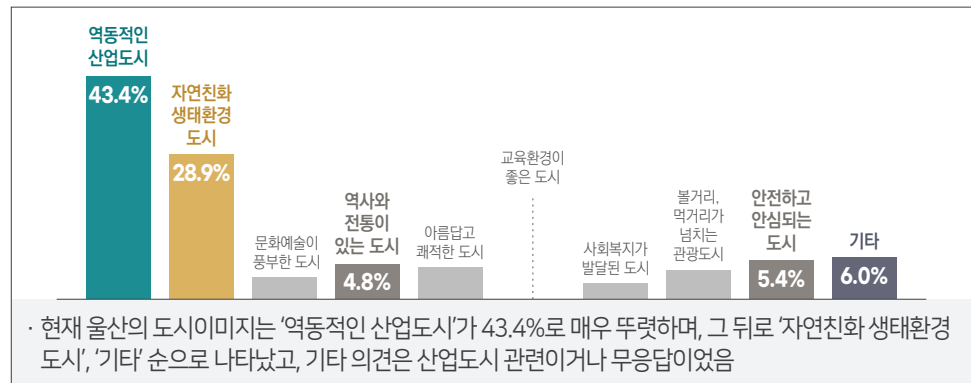 역동적인
산업도시
43.4%
자연친화
생태환경
도시
28.9%
문화예술이
풍부한 도시
역사와
전통이
있는 도시
4.8%
아름답고
쾌적한 도시
교육환경이
좋은 도시
사회복지가
발달된 도시
볼거리,
먹거리가
넘치는
관광도시
안전하고
안심되는
도시
5.4%
기타
6.0%
· 현재 울산의 도시이미지는 ‘역동적인 산업도시’가 43.4%로 매우 뚜렷하며, 그 뒤로 ‘자연친화 생태환경
도시’, ‘기타’ 순으로 나타났고, 기타 의견은 산업도시 관련이거나 무응답이었음